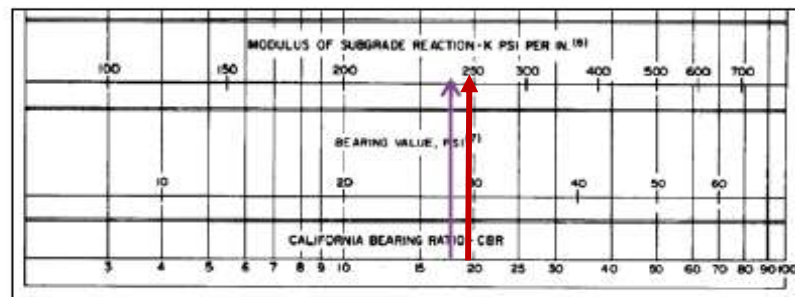 MODULUS OF SUBGRADE REACTION - K PSI PER IN. (6)
100 150 200 250 300 400 500 600 700
BEARING VALUE, PSI (7)
10 20 30 40 50 60
CALIFORNIA BEARING RATIO - CBR
3 4 5 6 7 8 9 10 15 20 25 30 40 50 60 70 80 90 100